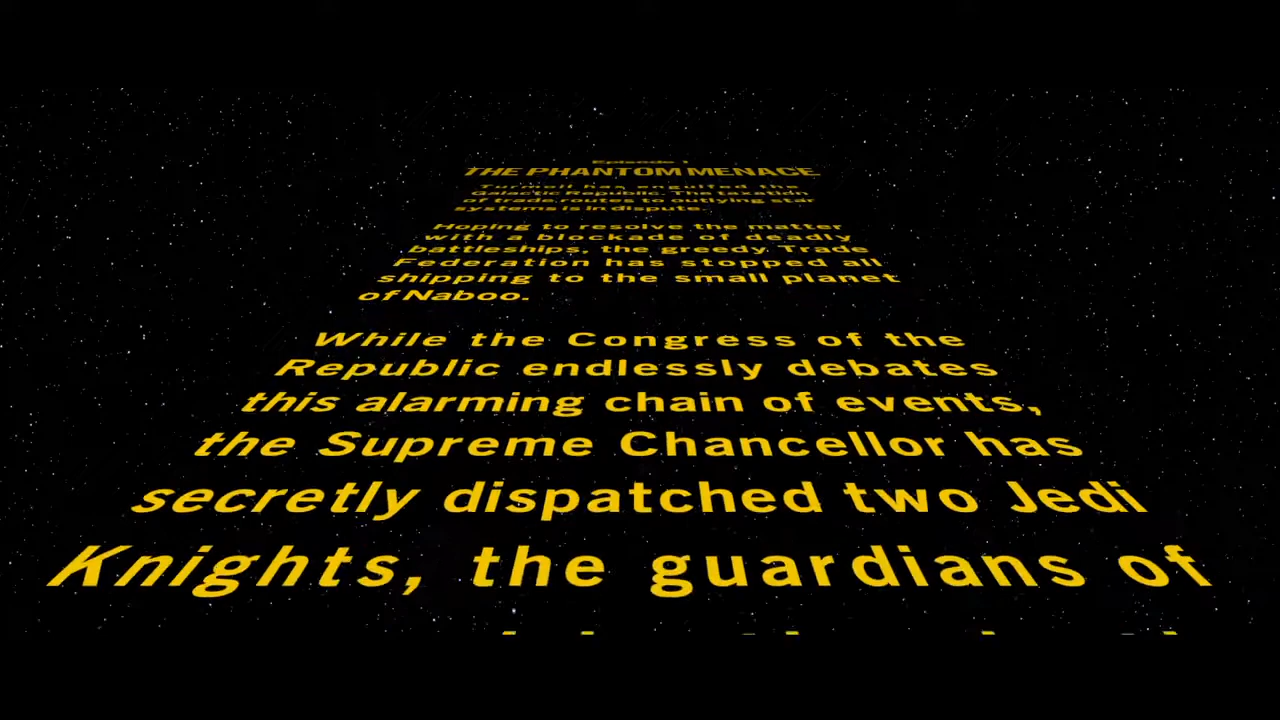 Episode I
THE PHANTOM MENACE
Turmoil has engulfed the
Galactic Republic. The taxation
of trade routes to outlying star
systems is in dispute.
Hoping to resolve the matter
with a blockade of deadly
battleships, the greedy Trade
Federation has stopped all
shipping to the small planet
of Naboo.
While the Congress of the
Republic endlessly debates
this alarming chain of events,
the Supreme Chancellor has
secretly dispatched two Jedi
Knights, the guardians of